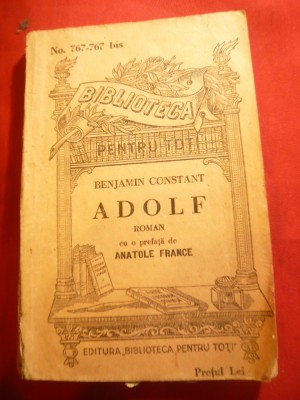 No. 767-767 bis
BIBLIOTECA
PENTRU TOTI
BENJAMIN CONSTANT
ADOLF
ROMAN
cu o prefață de
ANATOLE FRANCE
EDITURA „BIBLIOTECA PENTRU TOȚI"
Prețul Lei